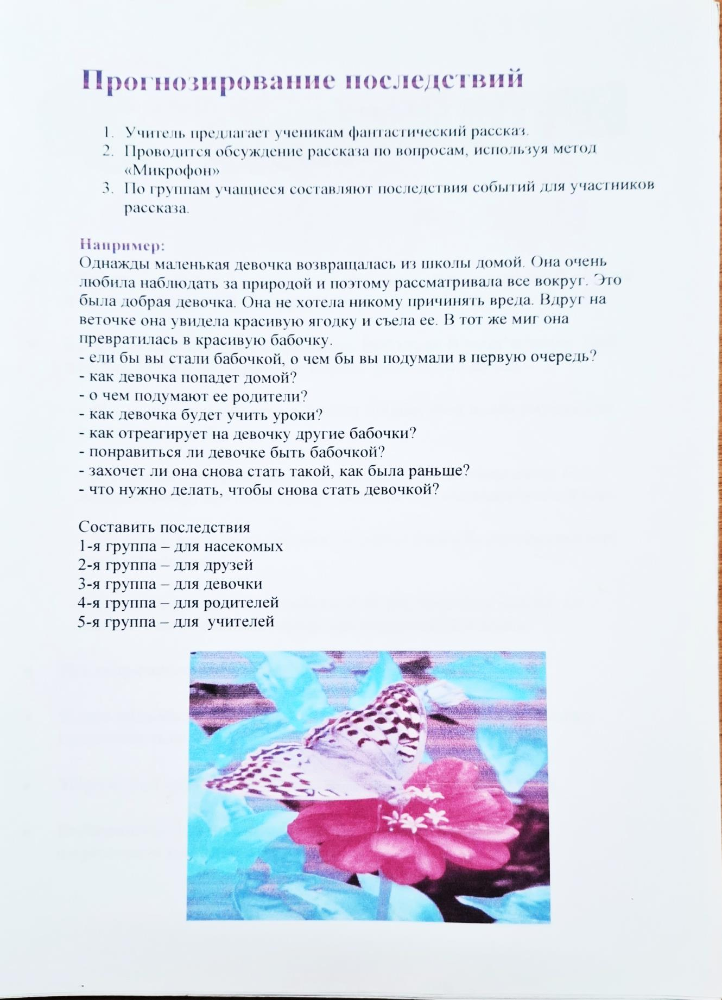 Прогнозирование последствий
1. Учитель предлагает ученикам фантастический рассказ.
2. Проводится обсуждение рассказа по вопросам, используя метод
«Микрофон»
3. По группам учащиеся составляют последствия событий для участников
рассказа.
Например:
Однажды маленькая девочка возвращалась из школы домой. Она очень
любила наблюдать за природой и поэтому рассматривала все вокруг. Это
была добрая девочка. Она не хотела никому причинять вреда. Вдруг на
веточке она увидела красивую ягодку и съела ее. В тот же миг она
превратилась в красивую бабочку.
- ели бы вы стали бабочкой, о чем бы вы подумали в первую очередь?
- как девочка попадет домой?
- о чем подумают ее родители?
- как девочка будет учить уроки?
- как отреагирует на девочку другие бабочки?
- понравиться ли девочке быть бабочкой?
- захочет ли она снова стать такой, как была раньше?
- что нужно делать, чтобы снова стать девочкой?
Составить последствия
1-я группа – для насекомых
2-я группа – для друзей
3-я группа – для девочки
4-я группа – для родителей
5-я группа – для  учителей